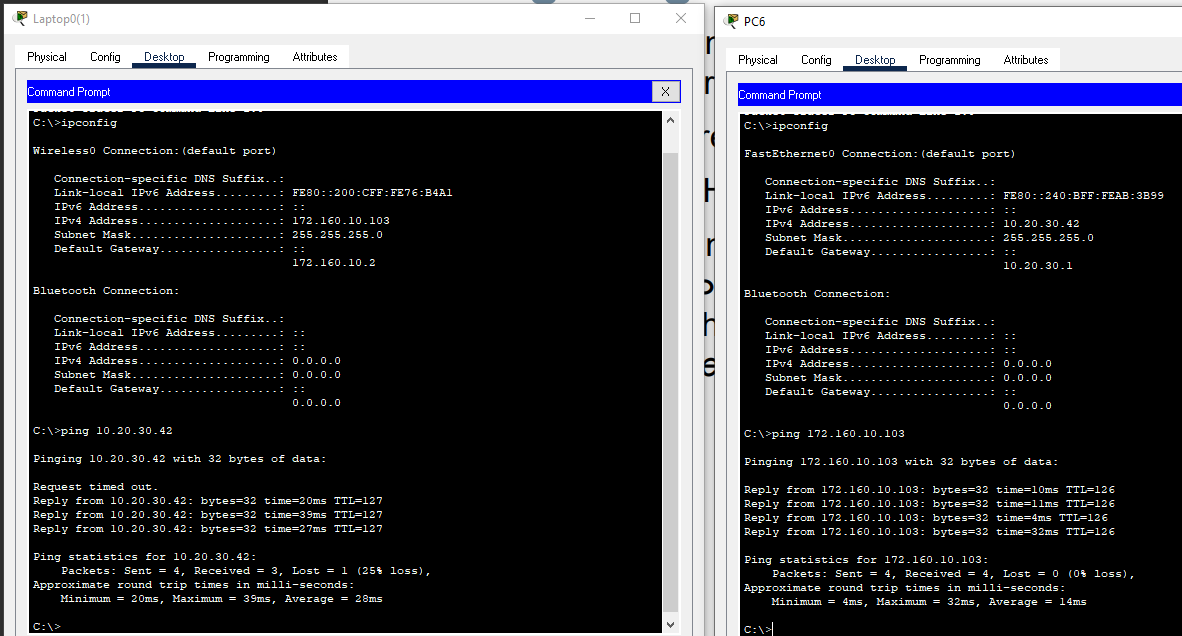 Laptop0(1)
Physical Config Desktop Programming Attributes
Command Prompt X
C:\>ipconfig
Wireless0 Connection:(default port)
Connection-specific DNS Suffix..:
Link-local IPv6 Address.........: FE80::200:CFF:FE76:B4A1
IPv6 Address....................: ::
IPv4 Address....................: 172.160.10.103
Subnet Mask.....................: 255.255.255.0
Default Gateway.................: ::
172.160.10.2
Bluetooth Connection:
Connection-specific DNS Suffix..:
Link-local IPv6 Address.........: ::
IPv6 Address....................: ::
IPv4 Address....................: 0.0.0.0
Subnet Mask.....................: 0.0.0.0
Default Gateway.................: ::
0.0.0.0
C:\>ping 10.20.30.42
Pinging 10.20.30.42 with 32 bytes of data:
Request timed out.
Reply from 10.20.30.42: bytes=32 time=20ms TTL=127
Reply from 10.20.30.42: bytes=32 time=39ms TTL=127
Reply from 10.20.30.42: bytes=32 time=27ms TTL=127
Ping statistics for 10.20.30.42:
Packets: Sent = 4, Received = 3, Lost = 1 (25% loss),
Approximate round trip times in milli-seconds:
Minimum = 20ms, Maximum = 39ms, Average = 28ms
C:\>
PC6
Physical Config Desktop Programming Attributes
Command Prompt
C:\>ipconfig
FastEthernet0 Connection:(default port)
Connection-specific DNS Suffix..:
Link-local IPv6 Address.........: FE80::240:BFF:FEAB:3B99
IPv6 Address....................: ::
IPv4 Address....................: 10.20.30.42
Subnet Mask.....................: 255.255.255.0
Default Gateway.................: ::
10.20.30.1
Bluetooth Connection:
Connection-specific DNS Suffix..:
Link-local IPv6 Address.........: ::
IPv6 Address....................: ::
IPv4 Address....................: 0.0.0.0
Subnet Mask.....................: 0.0.0.0
Default Gateway.................: ::
0.0.0.0
C:\>ping 172.160.10.103
Pinging 172.160.10.103 with 32 bytes of data:
Reply from 172.160.10.103: bytes=32 time=10ms TTL=126
Reply from 172.160.10.103: bytes=32 time=11ms TTL=126
Reply from 172.160.10.103: bytes=32 time=4ms TTL=126
Reply from 172.160.10.103: bytes=32 time=32ms TTL=126
Ping statistics for 172.160.10.103:
Packets: Sent = 4, Received = 4, Lost = 0 (0% loss),
Approximate round trip times in milli-seconds:
Minimum = 4ms, Maximum = 32ms, Average = 14ms
C:\>